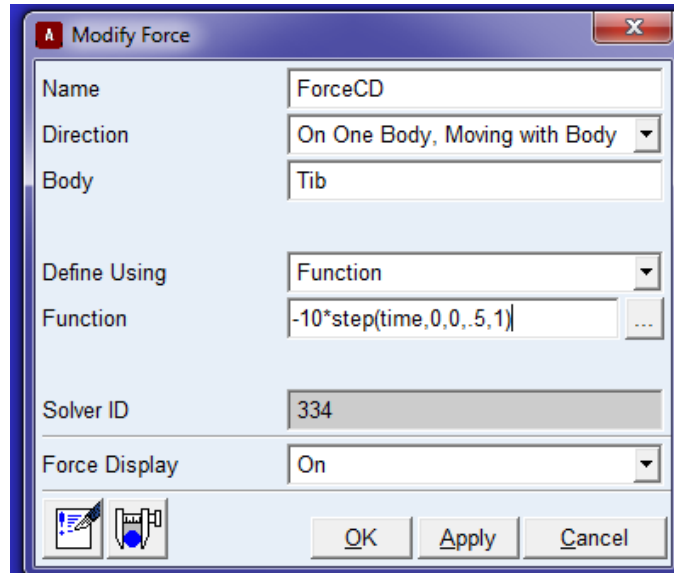 A Modify Force x
Name ForceCD
Direction On One Body, Moving with Body
Body Tib
Define Using Function
Function -10*step(time,0,0,.5,1) ...
Solver ID 334
Force Display On
OK Apply Cancel